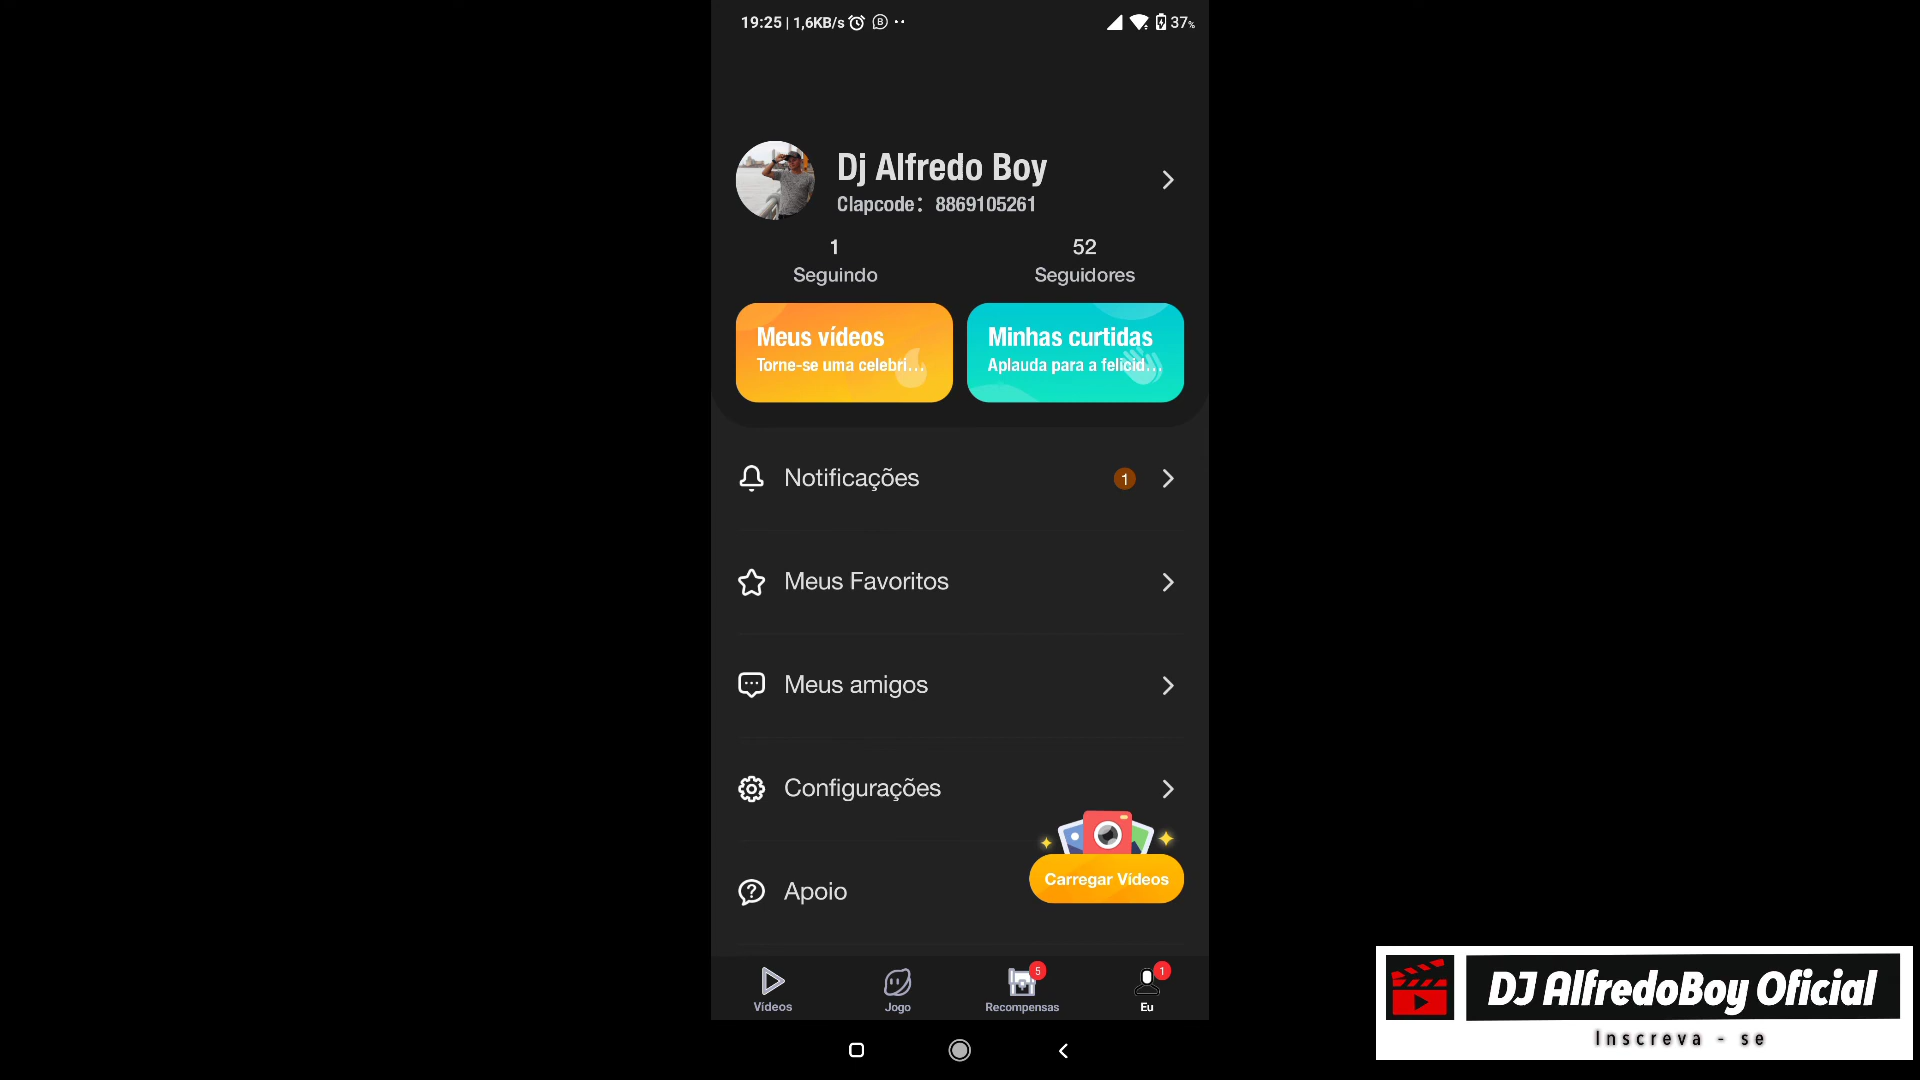 19:25 | 1,6KB/s
37%
Dj Alfredo Boy
Clapcode: 8869105261
1
Seguindo
52
Seguidores
Meus vídeos
Torne-se uma celebri...
Minhas curtidas
Aplauda para a felicid...
Notificações
1
Meus Favoritos
Meus amigos
Configurações
Carregar Vídeos
Apoio
Vídeos
Jogo
5
Recompensas
1
Eu
DJ AlfredoBoy Oficial
Inscreva - se